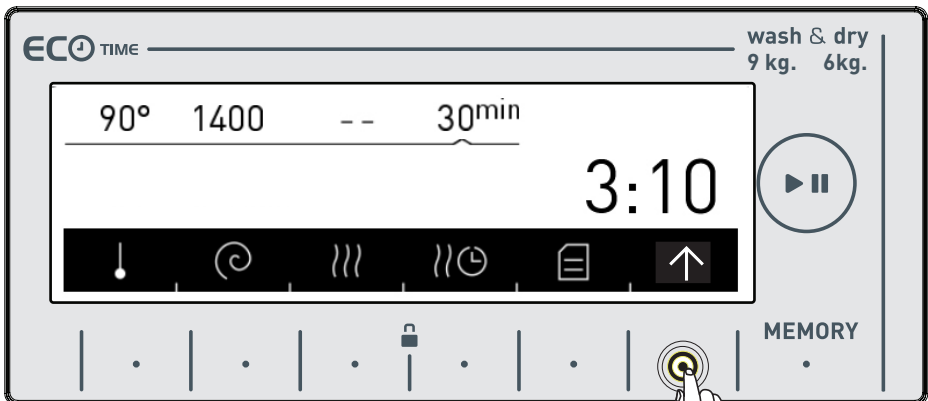 ECO TIME
wash & dry
9 kg. 6kg.
90° 1400 -- 30min
3:10
MEMORY